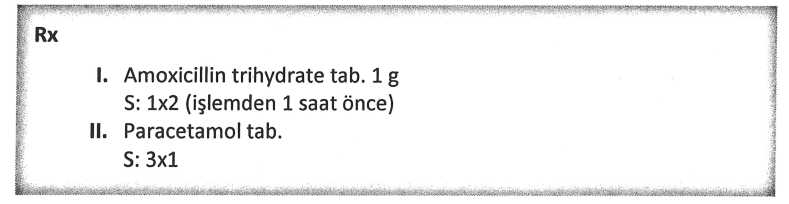 Rx
I. Amoxicillin trihydrate tab. 1 g
S: 1x2 (işlemden 1 saat önce)
II. Paracetamol tab.
S: 3x1